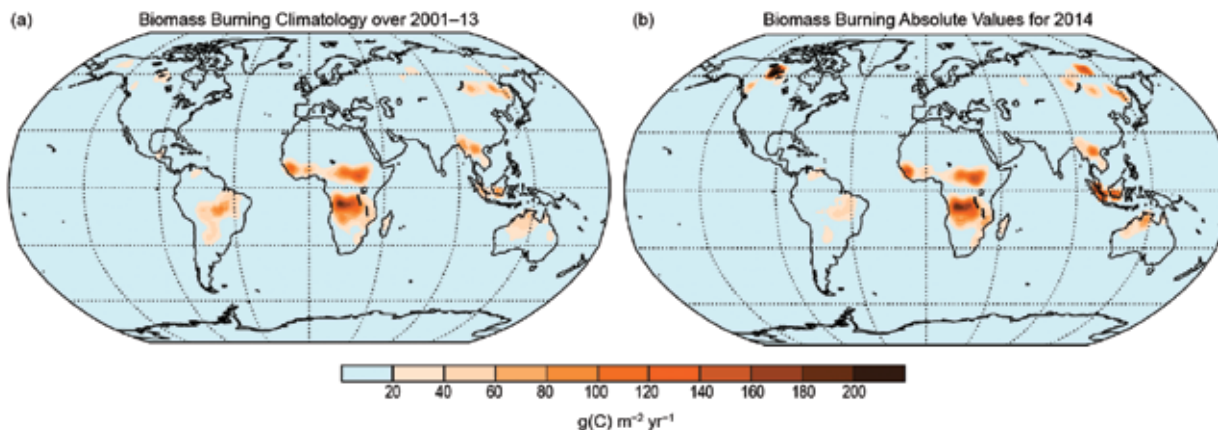 (a) Biomass Burning Climatology over 2001–13
(b) Biomass Burning Absolute Values for 2014
20 40 60 80 100 120 140 160 180 200
g(C) m⁻² yr⁻¹